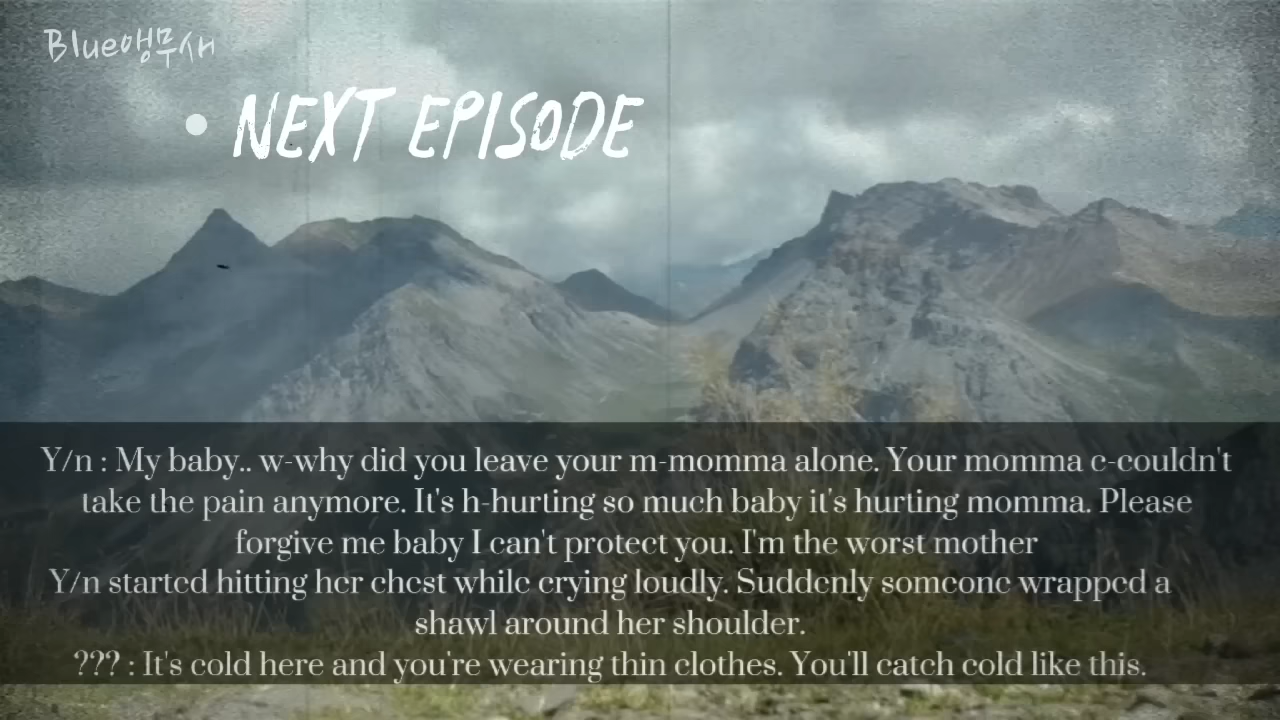 Blue앵무새
• NEXT EPISODE
Y/n : My baby.. w-why did you leave your m-momma alone. Your momma c-couldn't
take the pain anymore. It's h-hurting so much baby it's hurting momma. Please
forgive me baby I can't protect you. I'm the worst mother
Y/n started hitting her chest while crying loudly. Suddenly someone wrapped a
shawl around her shoulder.
??? : It's cold here and you're wearing thin clothes. You'll catch cold like this.